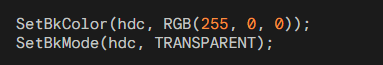 SetBkColor(hdc, RGB(255, 0, 0));
SetBkMode(hdc, TRANSPARENT);